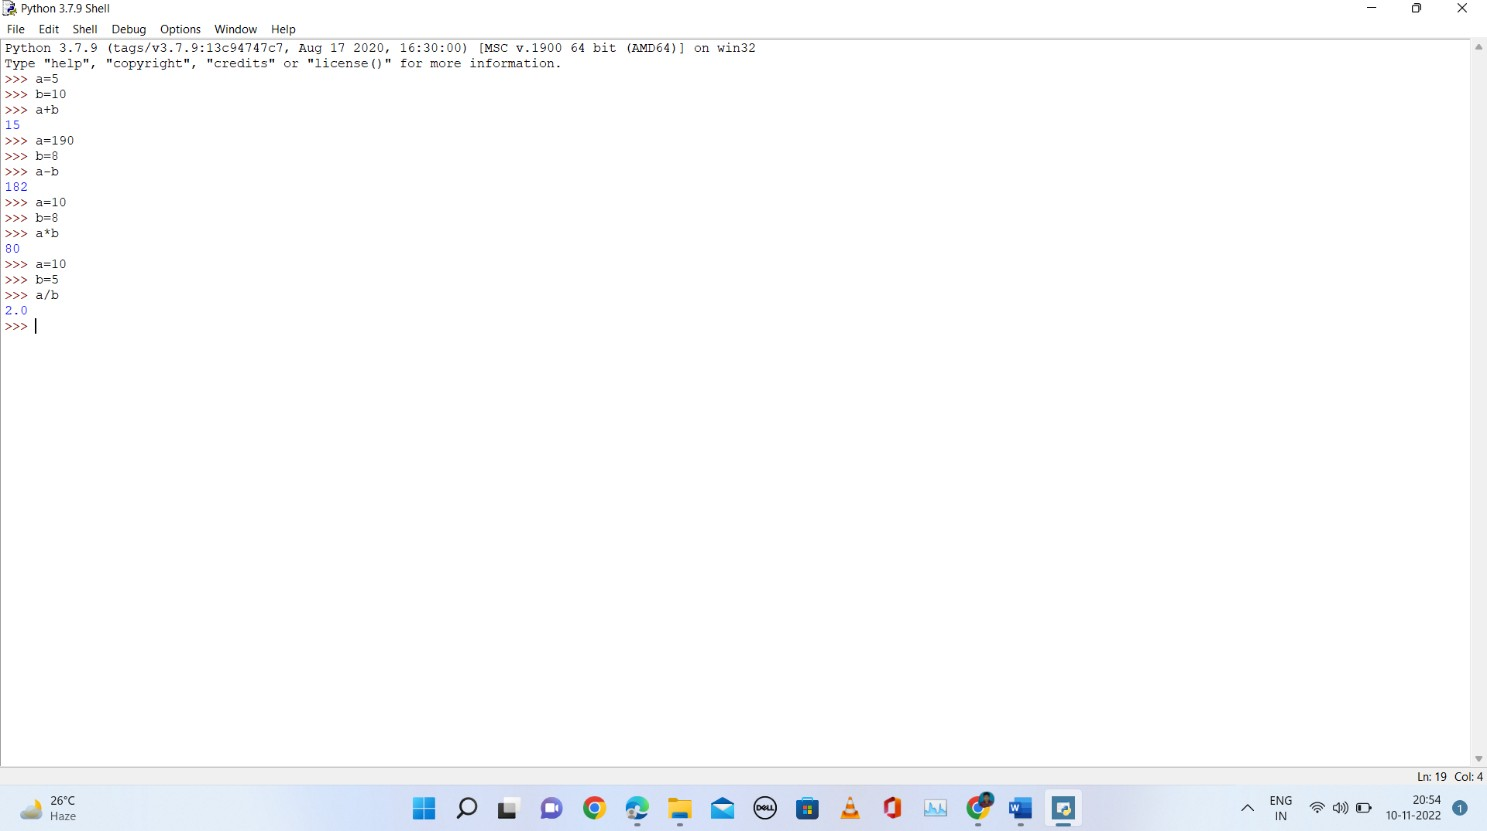 Python 3.7.9 Shell
File Edit Shell Debug Options Window Help
Python 3.7.9 (tags/v3.7.9:13c94747c7, Aug 17 2020, 16:30:00) [MSC v.1900 64 bit (AMD64)] on win32
Type "help", "copyright", "credits" or "license()" for more information.
>>> a=5
>>> b=10
>>> a+b
15
>>> a=190
>>> b=8
>>> a-b
182
>>> a=10
>>> b=8
>>> a*b
80
>>> a=10
>>> b=5
>>> a/b
2.0
>>>
Ln: 19 Col: 4
26°C
Haze
DELL
W
ENG
IN
20:54
10-11-2022
1